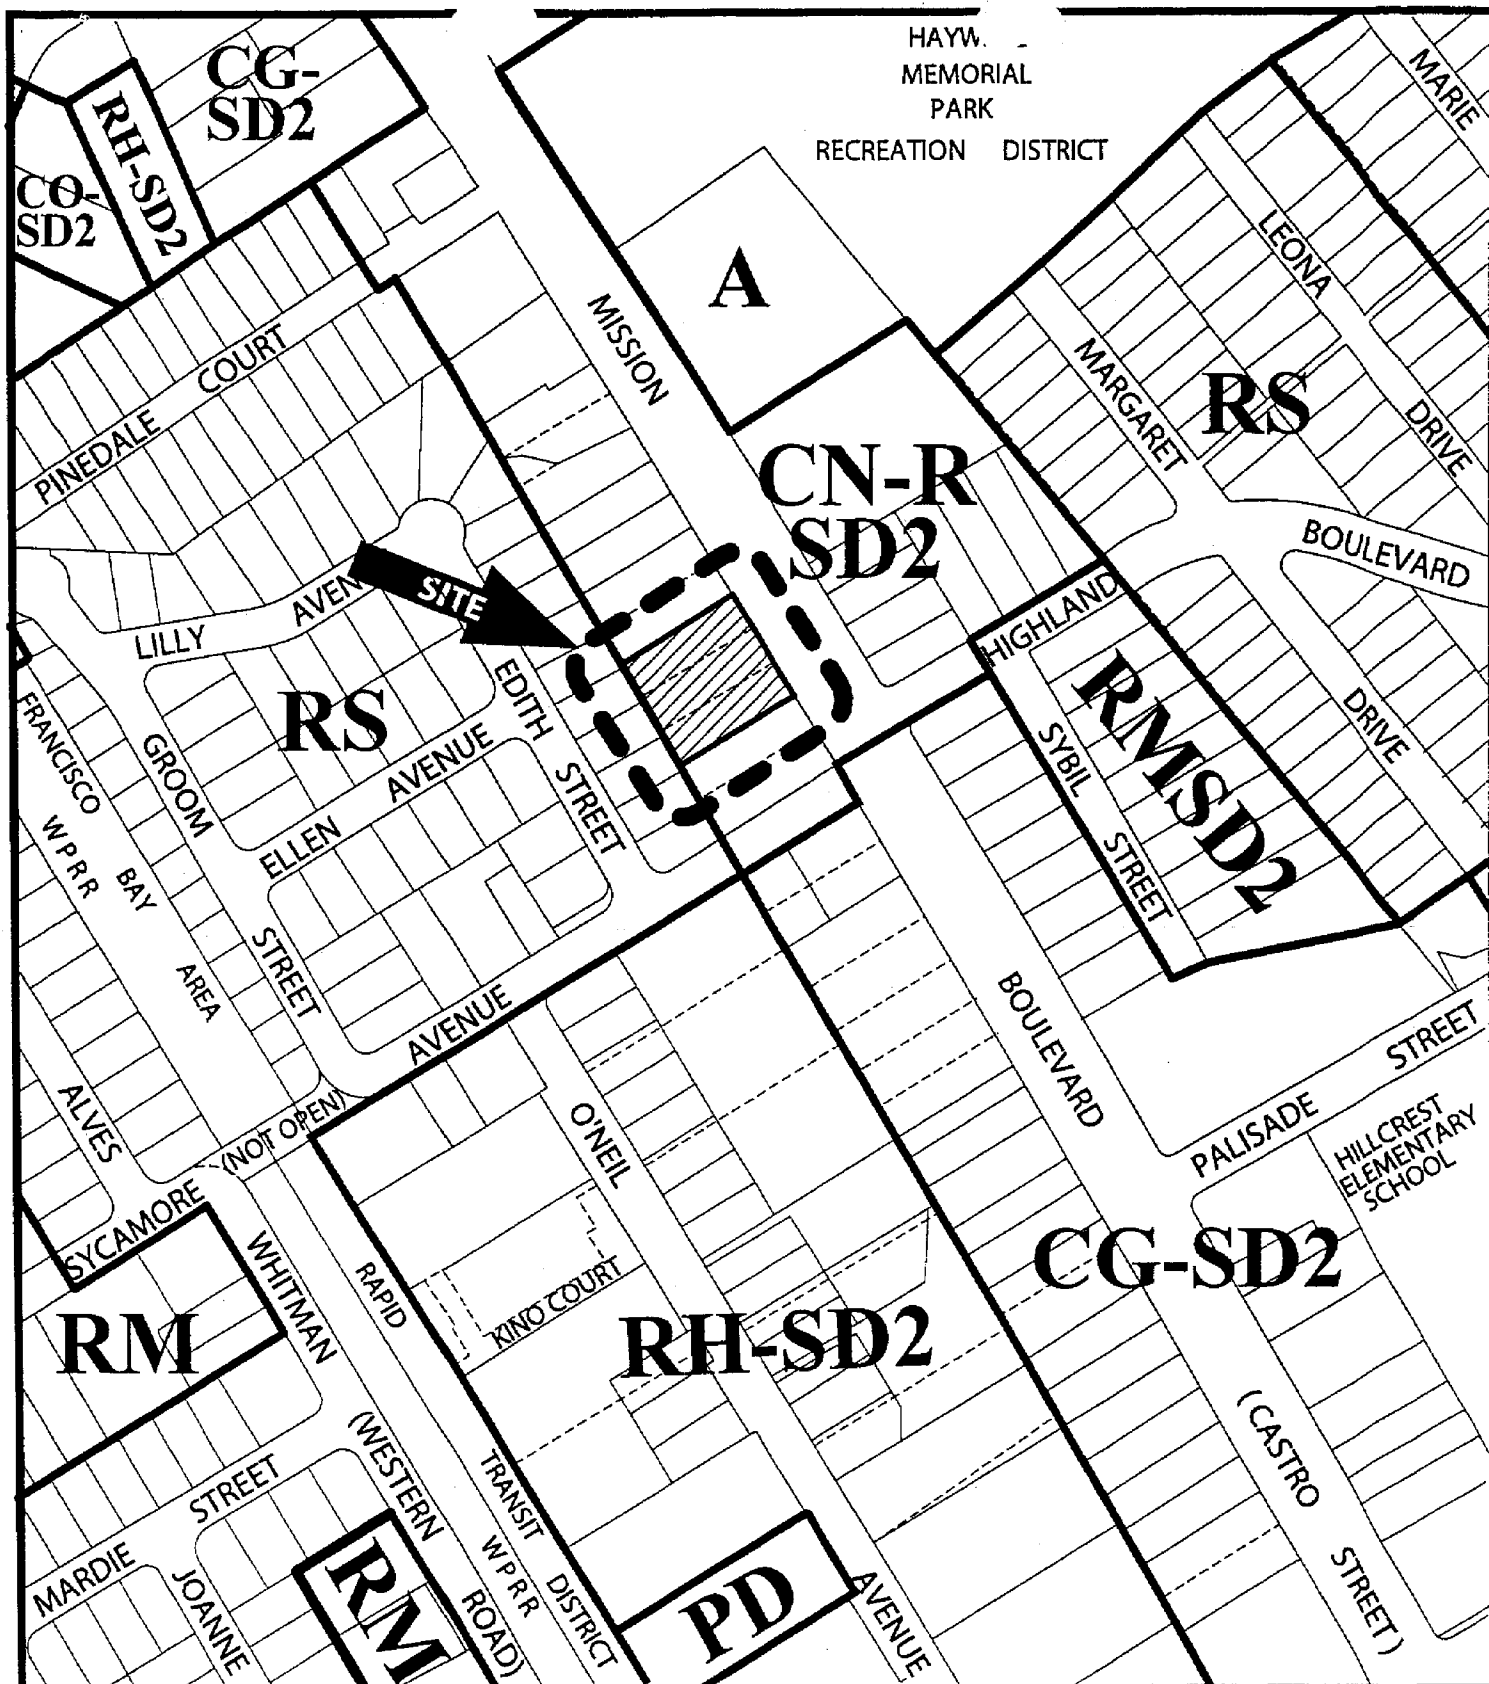 HAYW
MEMORIAL
PARK
RECREATION DISTRICT
MARIE
CG-
SD2
RH-SD2
CO-
SD2
LEONA
DRIVE
A
MISSION
PINEDALE COURT
MARGARET
RS
CN-R
SD2
BOULEVARD
SITE
LILLY AVEN
HIGHLAND
RS
EDITH
STREET
FRANCISCO
GROOM
STREET
ELLEN AVENUE
SYBIL
STREET
RMSD2
DRIVE
WPRR
BAY
AREA
BOULEVARD
AVENUE
ALVES
(NOT OPEN)
O'NEIL
PALISADE STREET
HILLCREST
ELEMENTARY
SCHOOL
SYCAMORE
WHITMAN
RAPID
KINO COURT
CG-SD2
RM
RH-SD2
(WESTERN
ROAD)
TRANSIT
DISTRICT
WPRR
(CASTRO
STREET)
MARDIE STREET
JOANNE
RM
PD
AVENUE